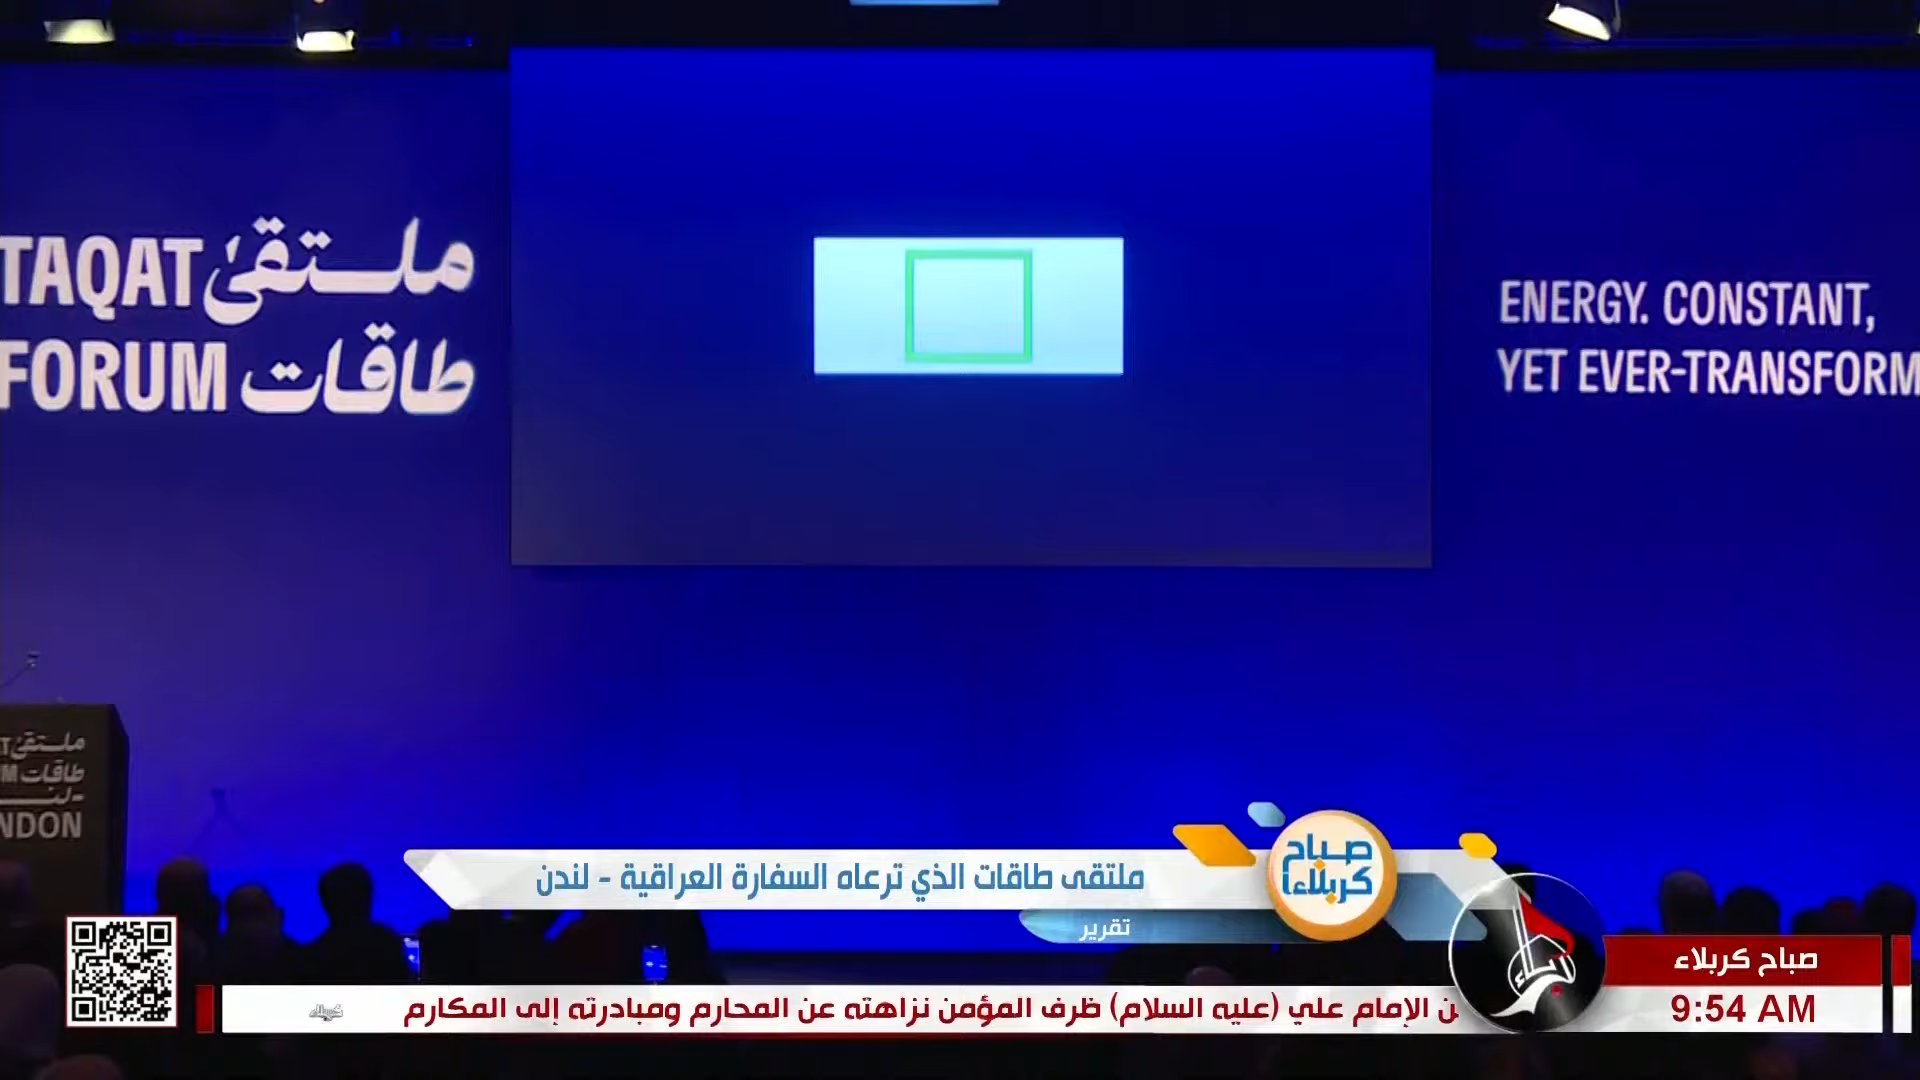 TAQAT ملتقى
FORUM طاقات
ENERGY. CONSTANT,
YET EVER-TRANSFORM
ملتقى
طاقات
NDON
صباح
كربلاء
ملتقى طاقات الذي ترعاه السفارة العراقية - لندن
تقرير
صباح كربلاء
9:54 AM
ن الإمام علي (عليه السلام) ظرف المؤمن نزاهته عن المحارم ومبادرته إلى المكارم
كربلاء